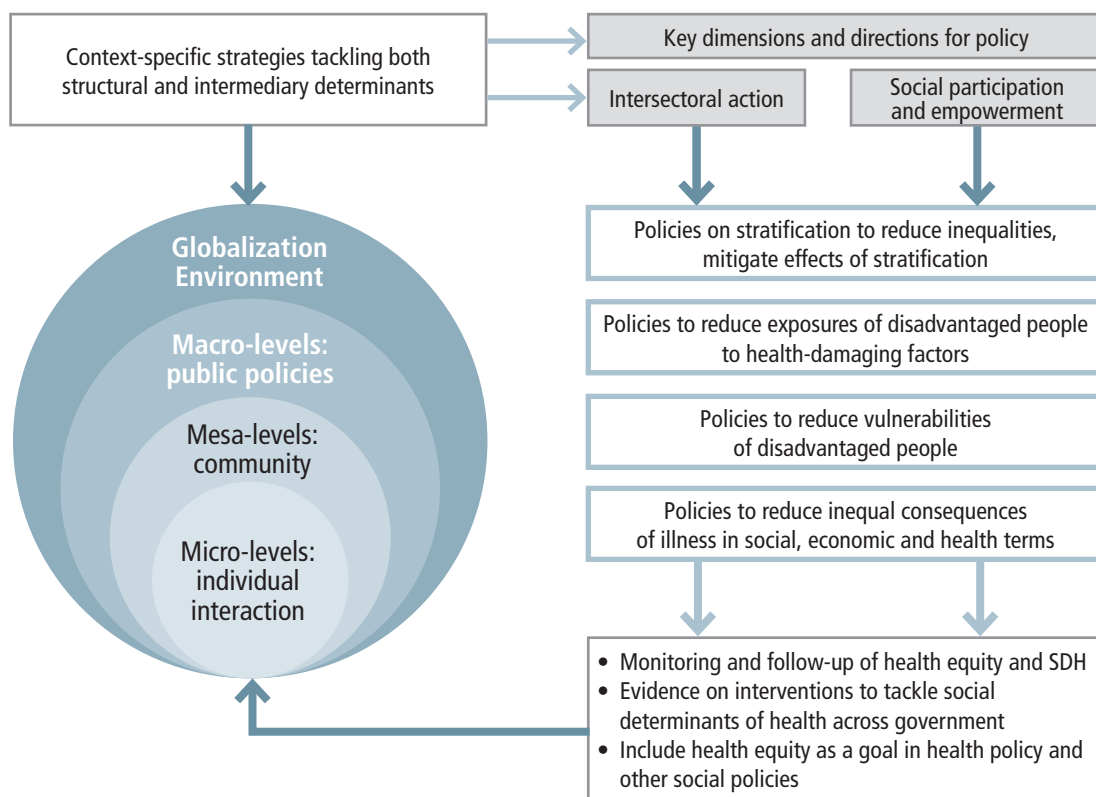 Context-specific strategies tackling both
structural and intermediary determinants
Key dimensions and directions for policy
Intersectoral action
Social participation
and empowerment
Globalization
Environment
Macro-levels:
public policies
Mesa-levels:
community
Micro-levels:
individual
interaction
Policies on stratification to reduce inequalities,
mitigate effects of stratification
Policies to reduce exposures of disadvantaged people
to health-damaging factors
Policies to reduce vulnerabilities
of disadvantaged people
Policies to reduce inequal consequences
of illness in social, economic and health terms
• Monitoring and follow-up of health equity and SDH
• Evidence on interventions to tackle social
determinants of health across government
• Include health equity as a goal in health policy and
other social policies